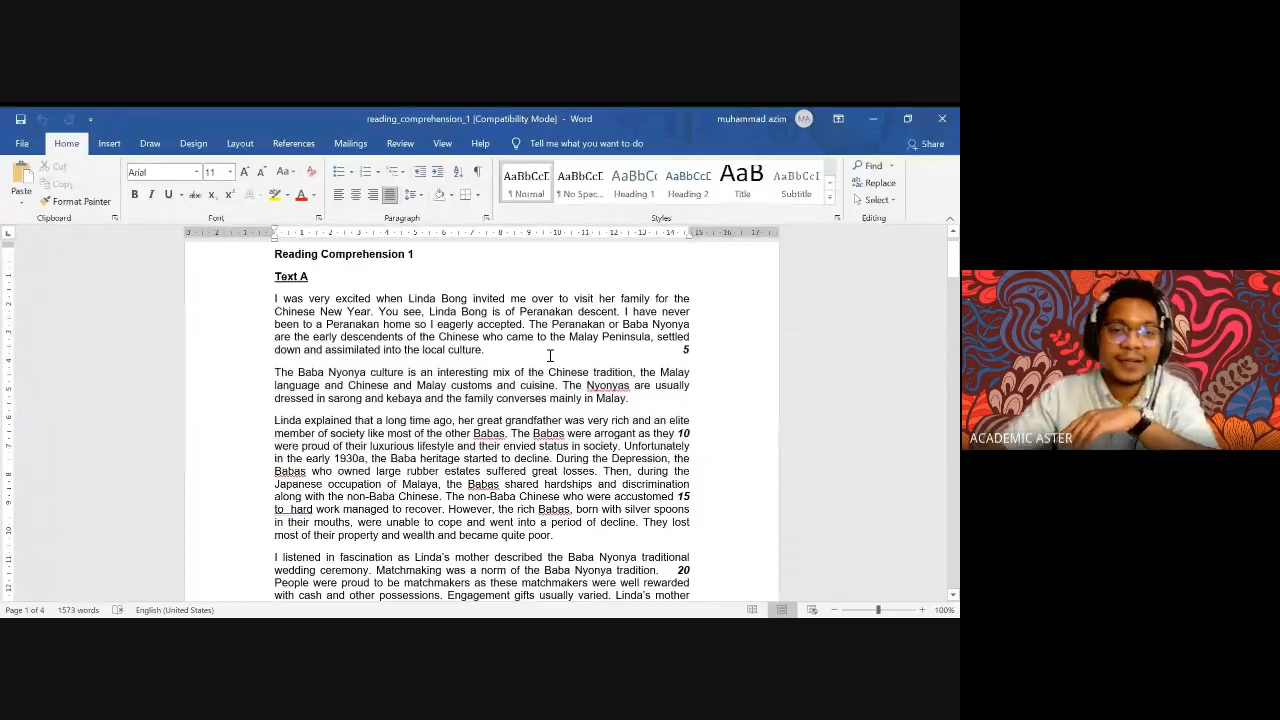 reading_comprehension_1 [Compatibility Mode] - Word
muhammad azim
MA
File Home Insert Draw Design Layout References Mailings Review View Help Tell me what you want to do
Share
Paste
Cut
Copy
Format Painter
Clipboard
Arial 11
Font
Paragraph
AaBbCcI AaBbCcI AaBbCc AaBbCcI AaB AaBbCcI
¶ Normal ¶ No Spac... Heading 1 Heading 2 Title Subtitle
Styles
Find
Replace
Select
Editing
Reading Comprehension 1
Text A
I was very excited when Linda Bong invited me over to visit her family for the
Chinese New Year. You see, Linda Bong is of Peranakan descent. I have never
been to a Peranakan home so I eagerly accepted. The Peranakan or Baba Nyonya
are the early descendents of the Chinese who came to the Malay Peninsula, settled
down and assimilated into the local culture. 5
The Baba Nyonya culture is an interesting mix of the Chinese tradition, the Malay
language and Chinese and Malay customs and cuisine. The Nyonyas are usually
dressed in sarong and kebaya and the family converses mainly in Malay.
Linda explained that a long time ago, her great grandfather was very rich and an elite
member of society like most of the other Babas. The Babas were arrogant as they 10
were proud of their luxurious lifestyle and their envied status in society. Unfortunately
in the early 1930a, the Baba heritage started to decline. During the Depression, the
Babas who owned large rubber estates suffered great losses. Then, during the
Japanese occupation of Malaya, the Babas shared hardships and discrimination
along with the non-Baba Chinese. The non-Baba Chinese who were accustomed 15
to hard work managed to recover. However, the rich Babas, born with silver spoons
in their mouths, were unable to cope and went into a period of decline. They lost
most of their property and wealth and became quite poor.
I listened in fascination as Linda's mother described the Baba Nyonya traditional
wedding ceremony. Matchmaking was a norm of the Baba Nyonya tradition. 20
People were proud to be matchmakers as these matchmakers were well rewarded
with cash and other possessions. Engagement gifts usually varied. Linda's mother
Page 1 of 4 1573 words English (United States) 100%
ACADEMIC ASTER